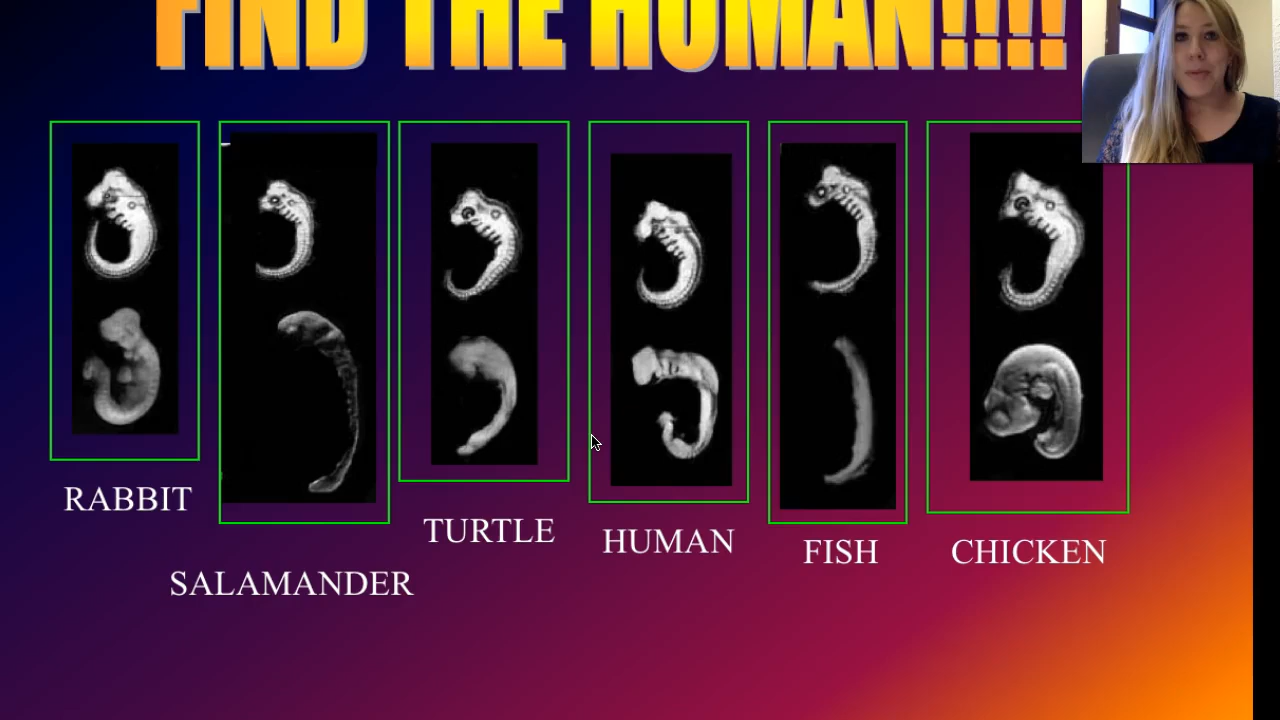 FIND THE HUMAN!!!!
RABBIT
SALAMANDER
TURTLE
HUMAN
FISH
CHICKEN